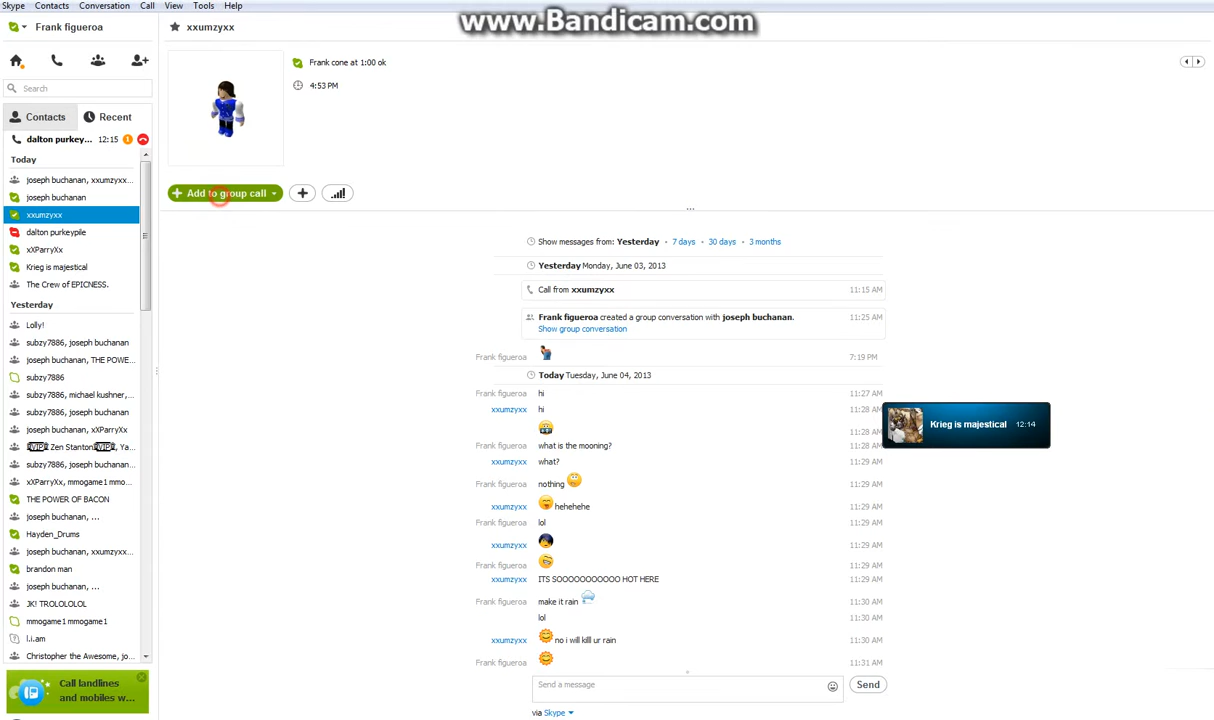 Skype Contacts Conversation Call View Tools Help
www.Bandicam.com
Frank figueroa
xxumzyxx
Frank cone at 1:00 ok
4:53 PM
Search
Contacts Recent
dalton purkey... 12:15 1
Today
joseph buchanan, xxumzyxx...
joseph buchanan
xxumzyxx
dalton purkeypile
xXParryXx
Krieg is majestical
The Crew of EPICNESS.
Yesterday
Lolly!
subzy7886, joseph buchanan
joseph buchanan, THE POWE...
subzy7886
subzy7886, michael kushner,...
subzy7886, joseph buchanan
joseph buchanan, xXParryXx
VIP Zen Stanton VIP, Ya...
subzy7886, joseph buchanan...
xXParryXx, mmogame1 mmo...
THE POWER OF BACON
joseph buchanan, ...
Hayden_Drums
joseph buchanan, xxumzyxx...
brandon man
joseph buchanan, ...
JK! TROLOLOLOL
mmogame1 mmogame1
l.i.am
Christopher the Awesome, jo...
Call landlines
and mobiles w...
Add to group call
Show messages from: Yesterday • 7 days • 30 days • 3 months
Yesterday Monday, June 03, 2013
Call from xxumzyxx 11:15 AM
Frank figueroa created a group conversation with joseph buchanan. 11:25 AM
Show group conversation
Frank figueroa 7:19 PM
Today Tuesday, June 04, 2013
Frank figueroa hi 11:27 AM
xxumzyxx hi 11:28 AM
11:28 AM
Frank figueroa what is the mooning? 11:28 AM
xxumzyxx what? 11:29 AM
Frank figueroa nothing 11:29 AM
xxumzyxx hehehehe 11:29 AM
Frank figueroa lol 11:29 AM
xxumzyxx 11:29 AM
Frank figueroa 11:29 AM
xxumzyxx ITS SOOOOOOOOOOO HOT HERE 11:29 AM
Frank figueroa make it rain 11:30 AM
lol 11:30 AM
xxumzyxx no i will killl ur rain 11:30 AM
Frank figueroa 11:31 AM
Krieg is majestical 12:14
Send a message
Send
via Skype